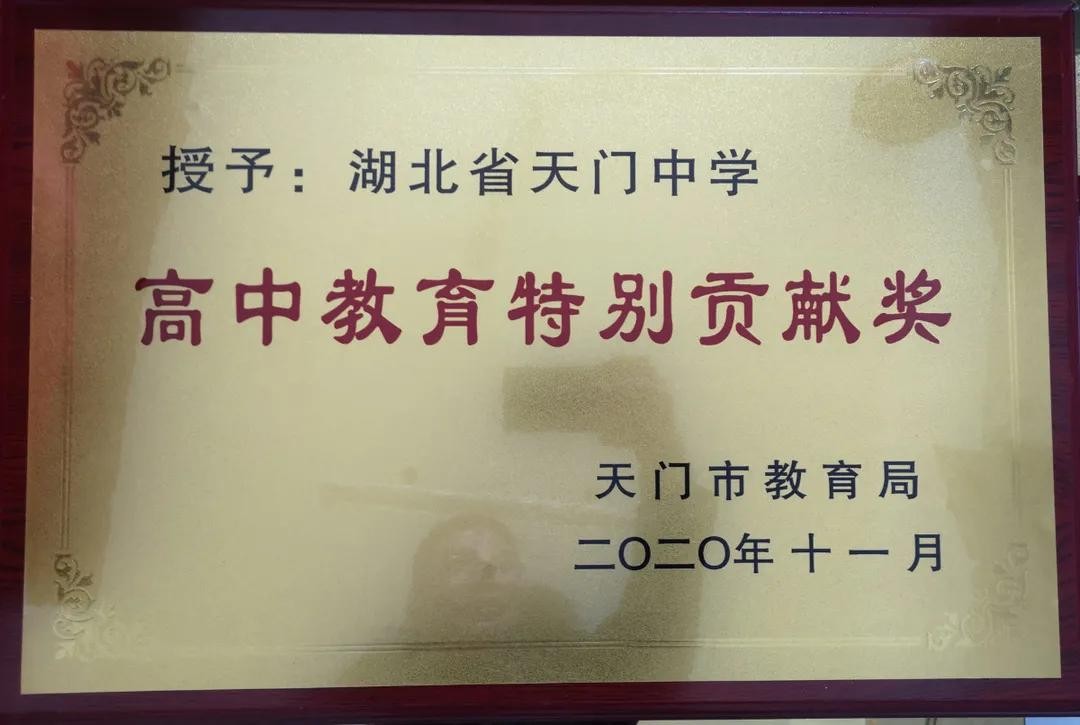 授予：湖北省天门中学
高中教育特别贡献奖
天门市教育局
二〇二〇年十一月